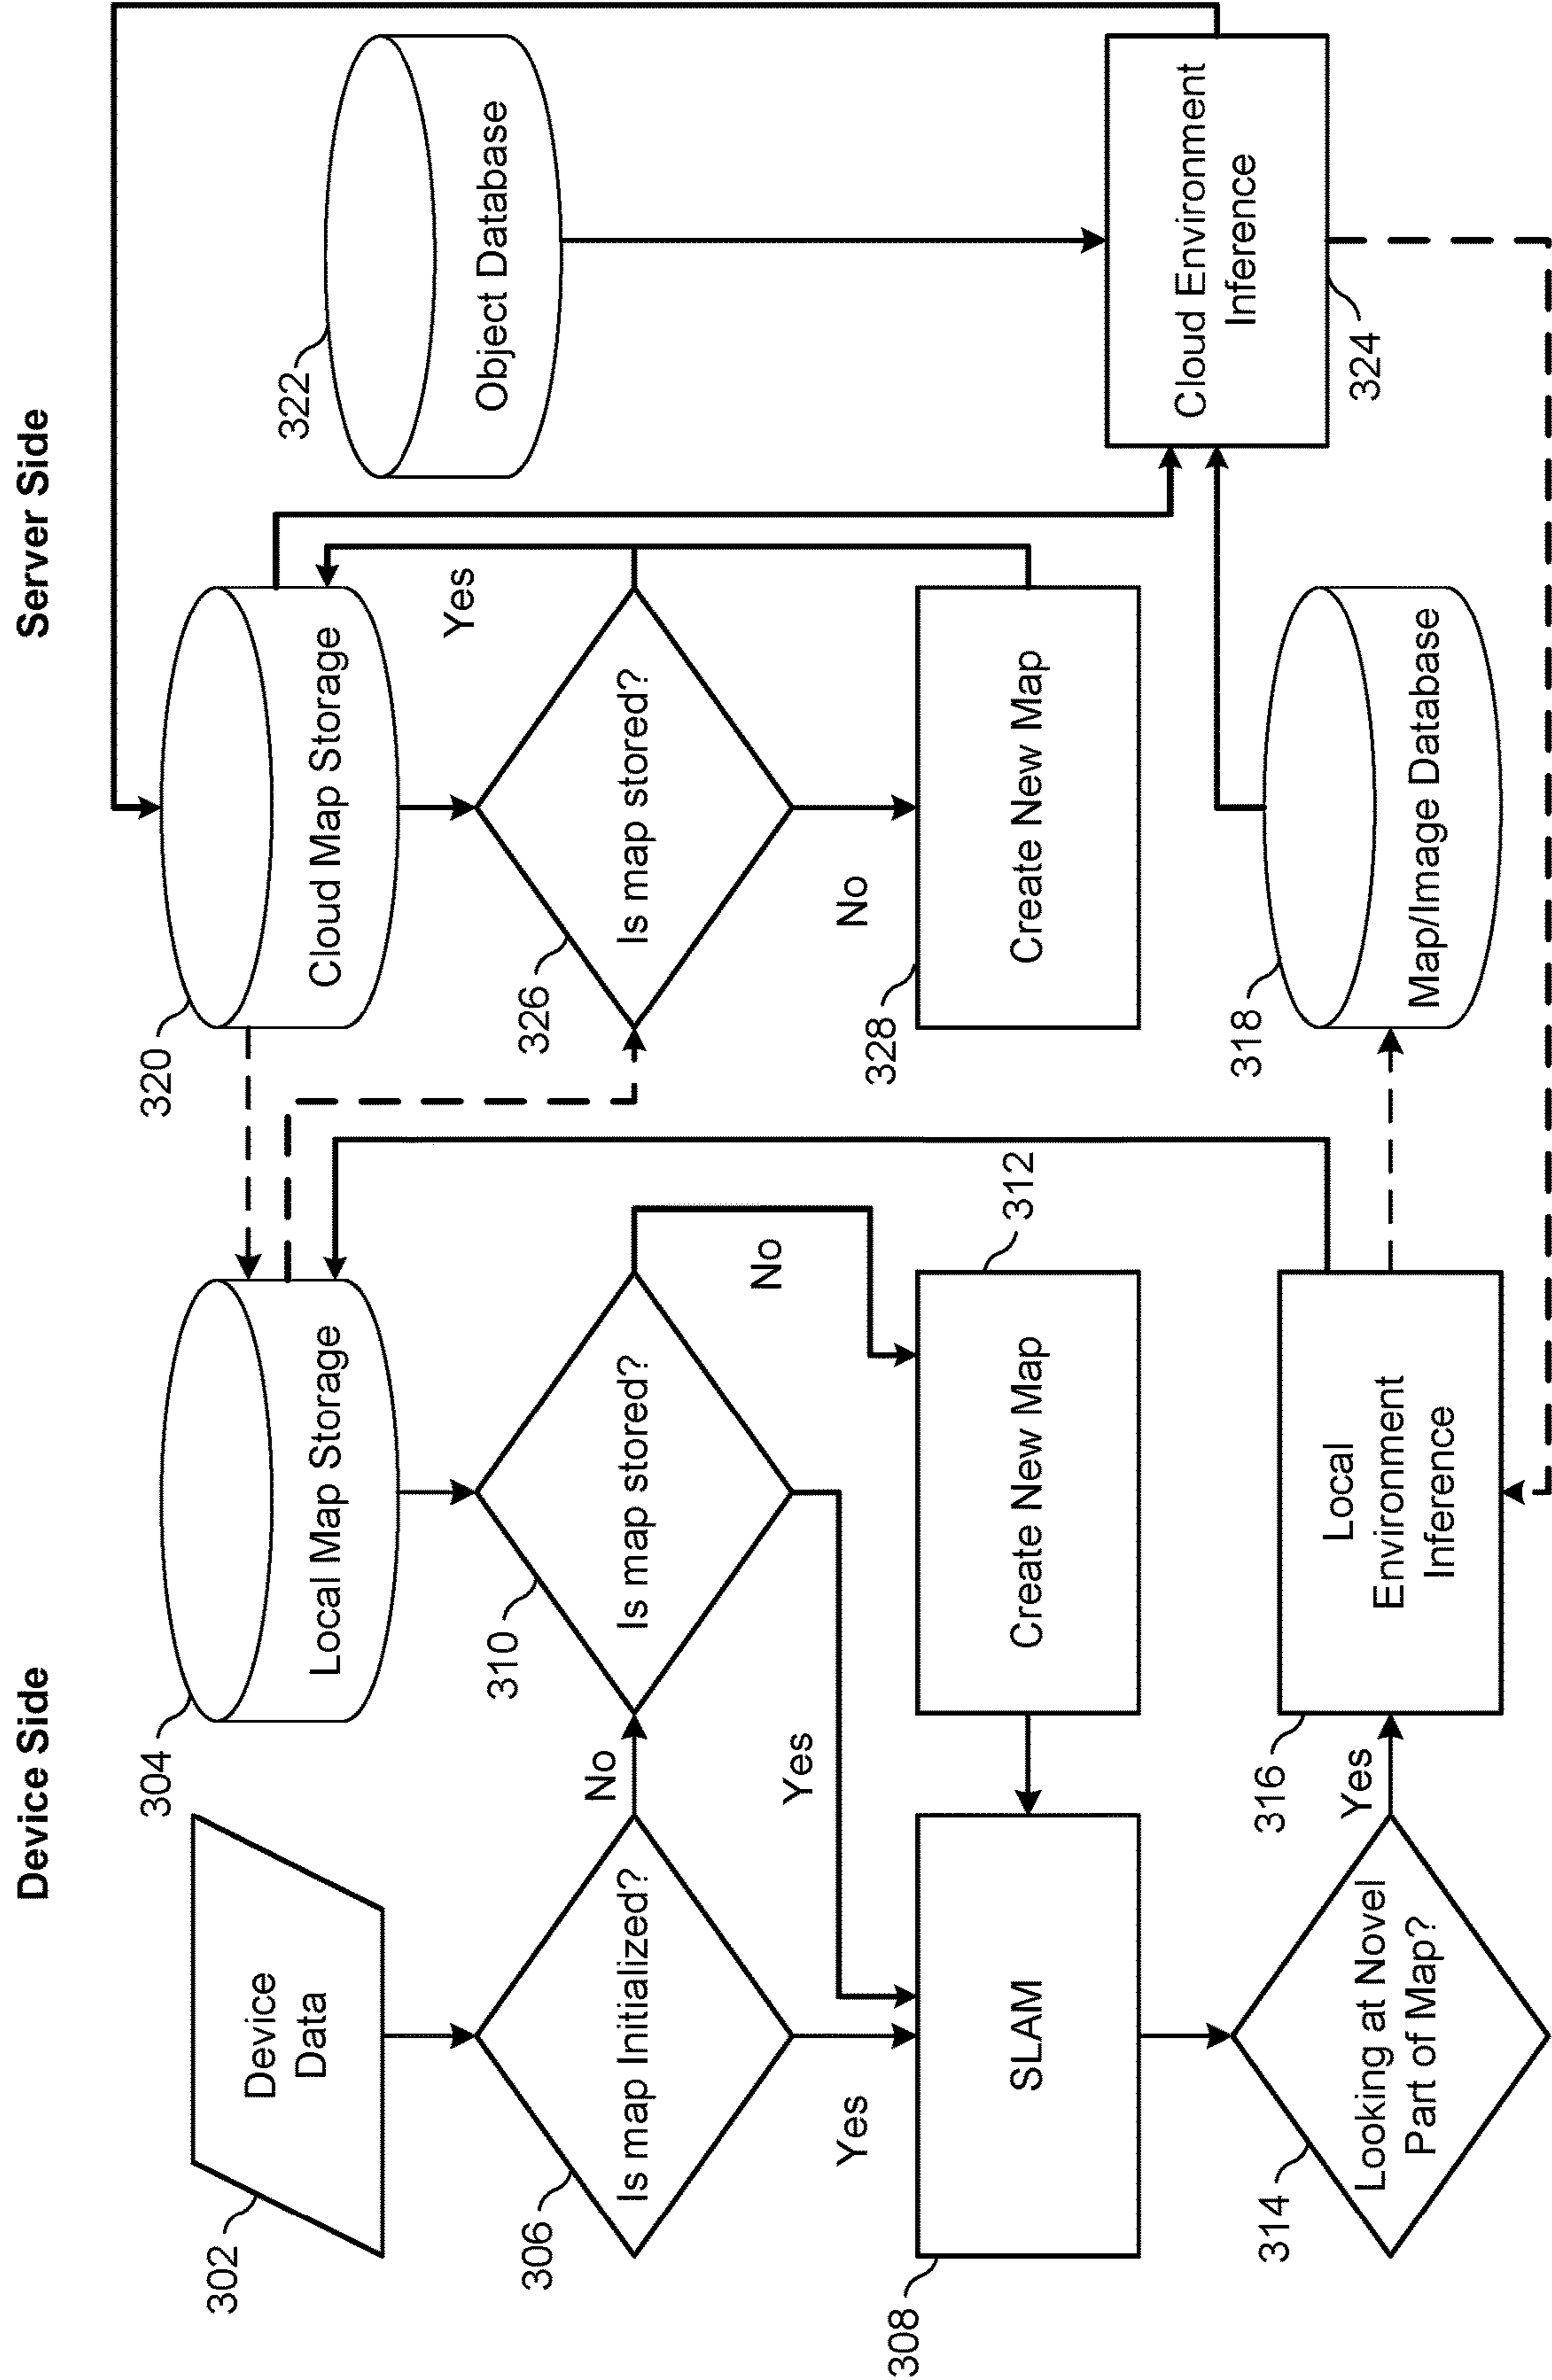 Device Side
Server Side
302
Device
Data
304
Local Map Storage
320
Cloud Map Storage
322
Object Database
306
Is map Initialized?
No
310
Is map stored?
326
Is map stored?
Yes
Yes
Yes
No
No
308
SLAM
312
Create New Map
328
Create New Map
Cloud Environment
Inference
324
314
Looking at Novel
Part of Map?
Yes
316
Local
Environment
Inference
318
Map/Image Database